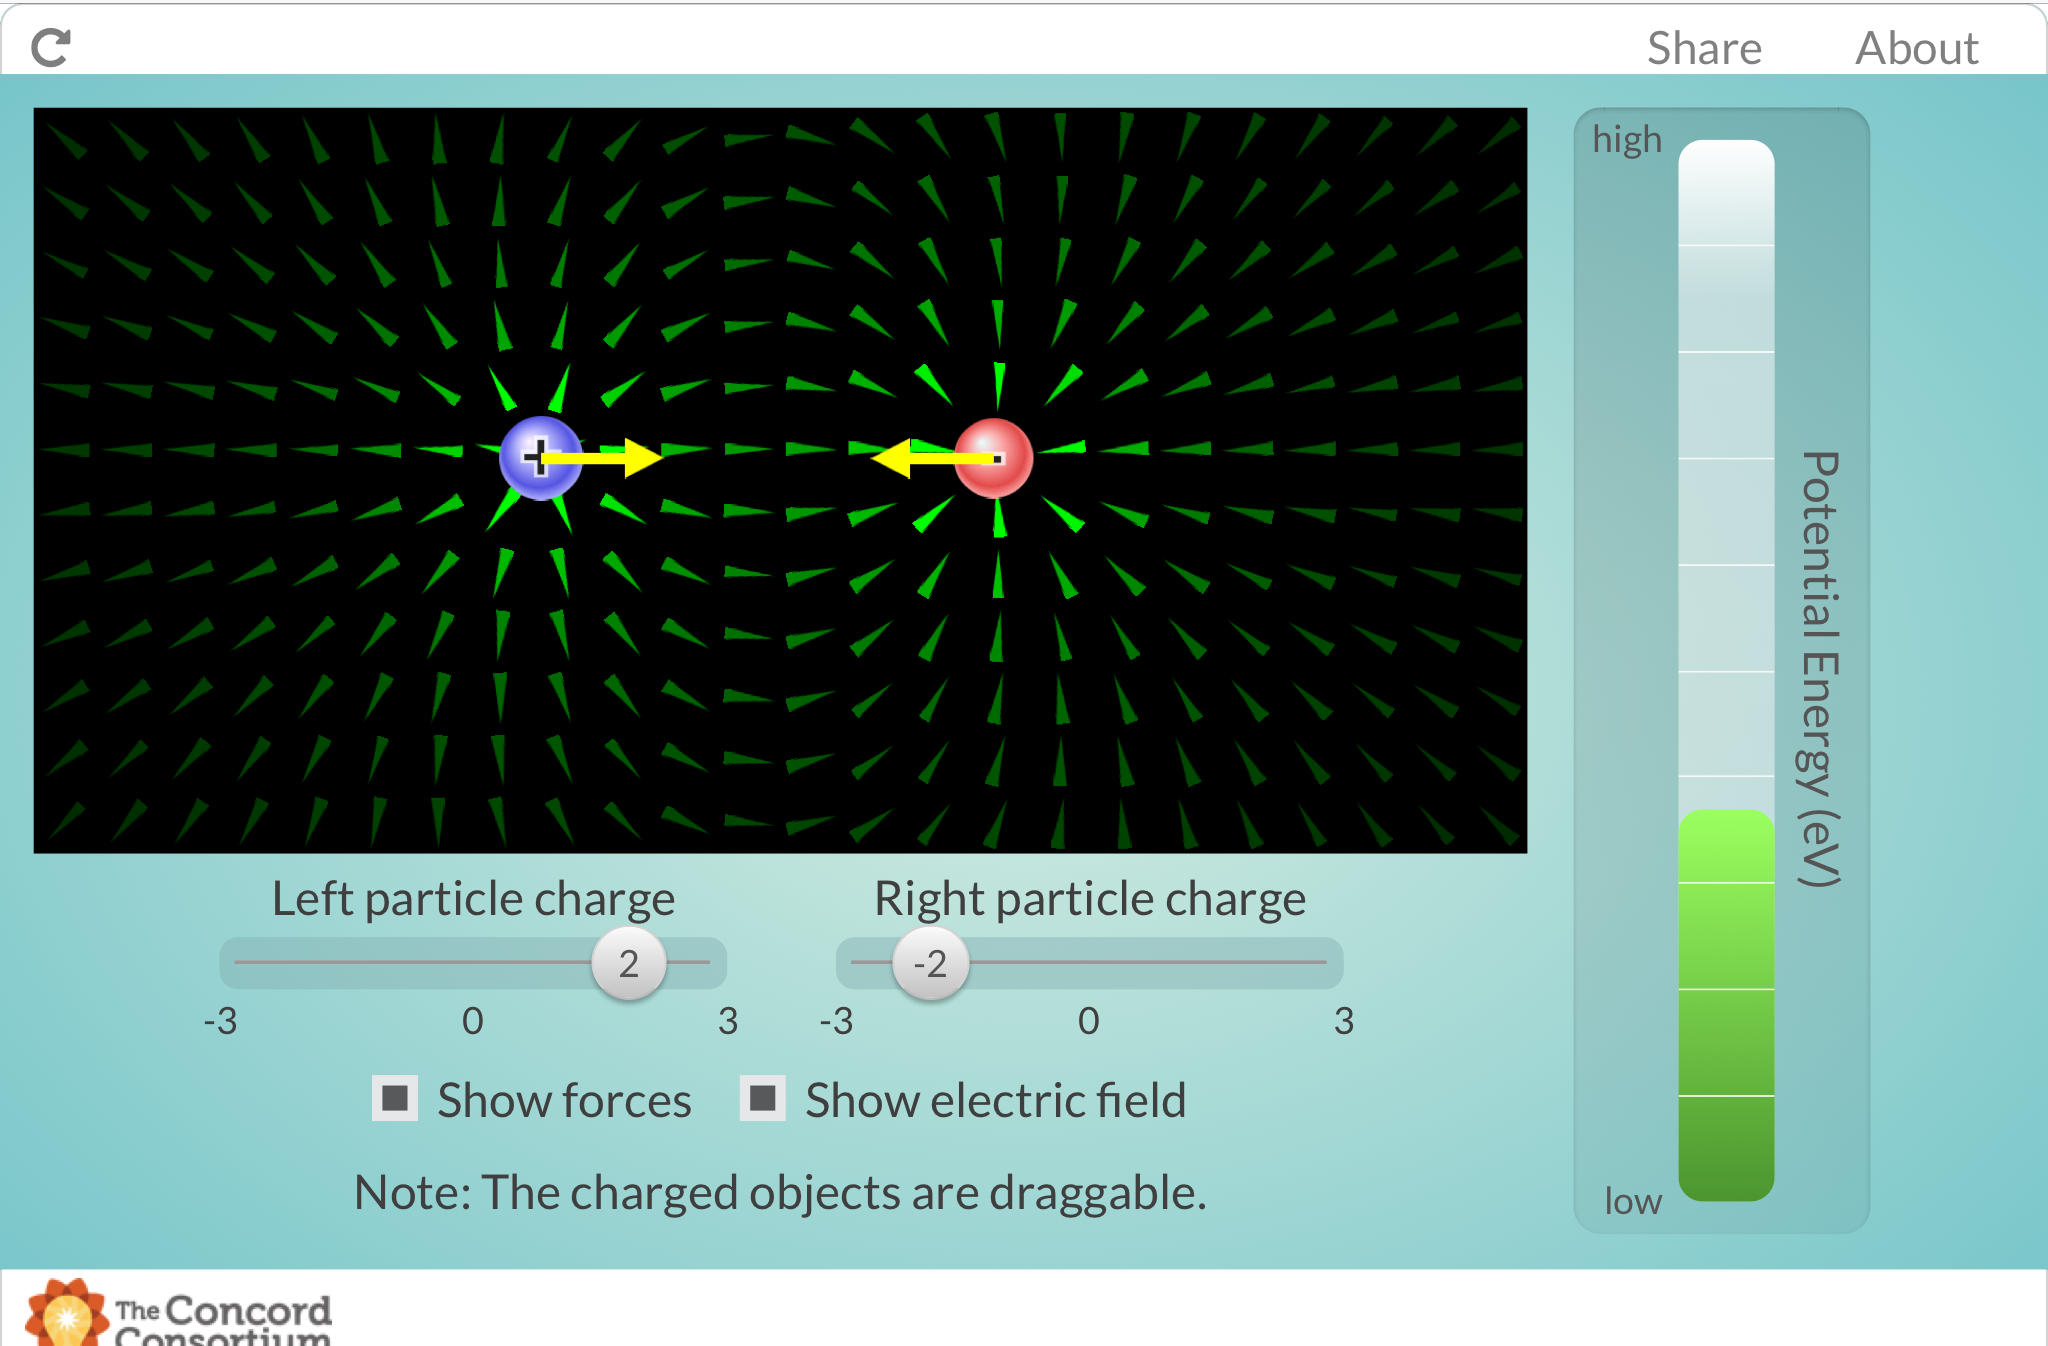 Share About
high
+
-
Potential Energy (eV)
Left particle charge Right particle charge
2 -2
-3 0 3 -3 0 3
Show forces Show electric field
Note: The charged objects are draggable.
low
The Concord
Consortium